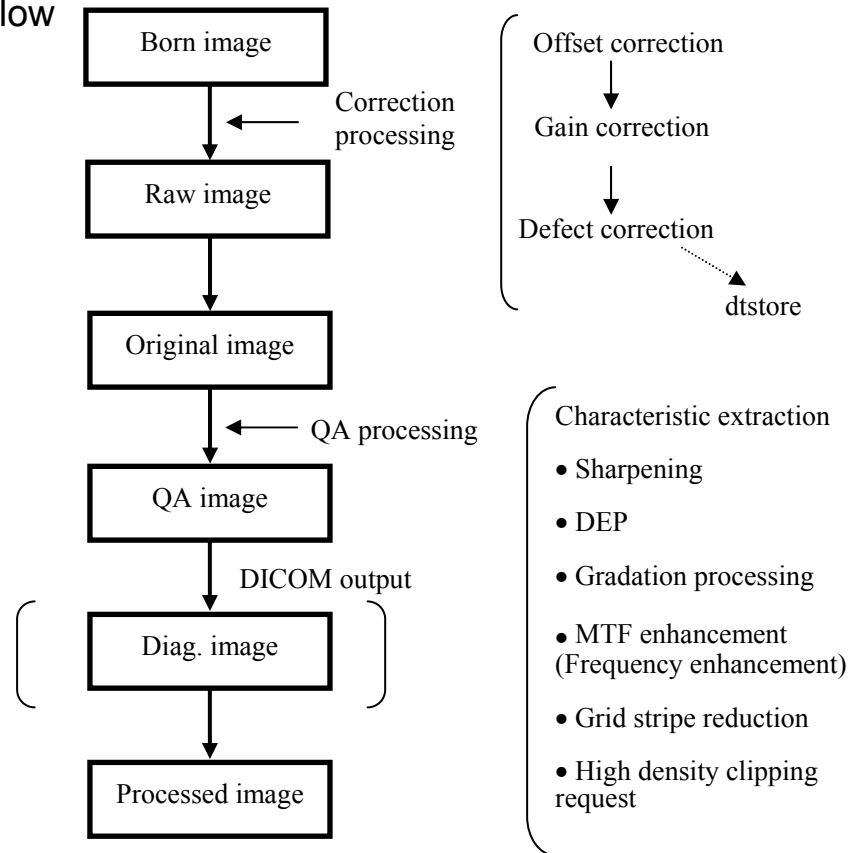 Born image
Correction
processing
Raw image
Original image
QA processing
QA image
DICOM output
Diag. image
Processed image
Offset correction
Gain correction
Defect correction
dtstore
Characteristic extraction
• Sharpening
• DEP
• Gradation processing
• MTF enhancement
(Frequency enhancement)
• Grid stripe reduction
• High density clipping
request